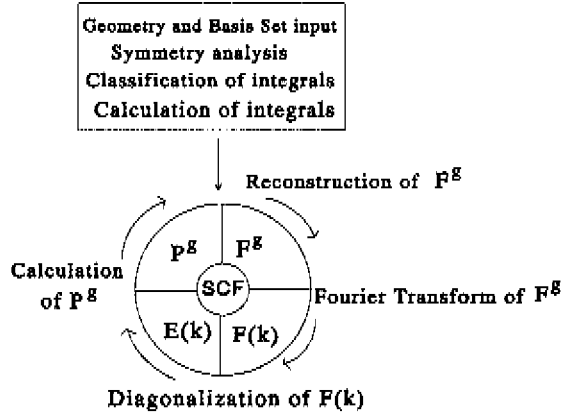 Geometry and Basis Set input
Symmetry analysis
Classification of integrals
Calculation of integrals
Reconstruction of F^g
P^g
F^g
Calculation
of P^g
SCF
Fourier Transform of F^g
E(k)
F(k)
Diagonalization of F(k)